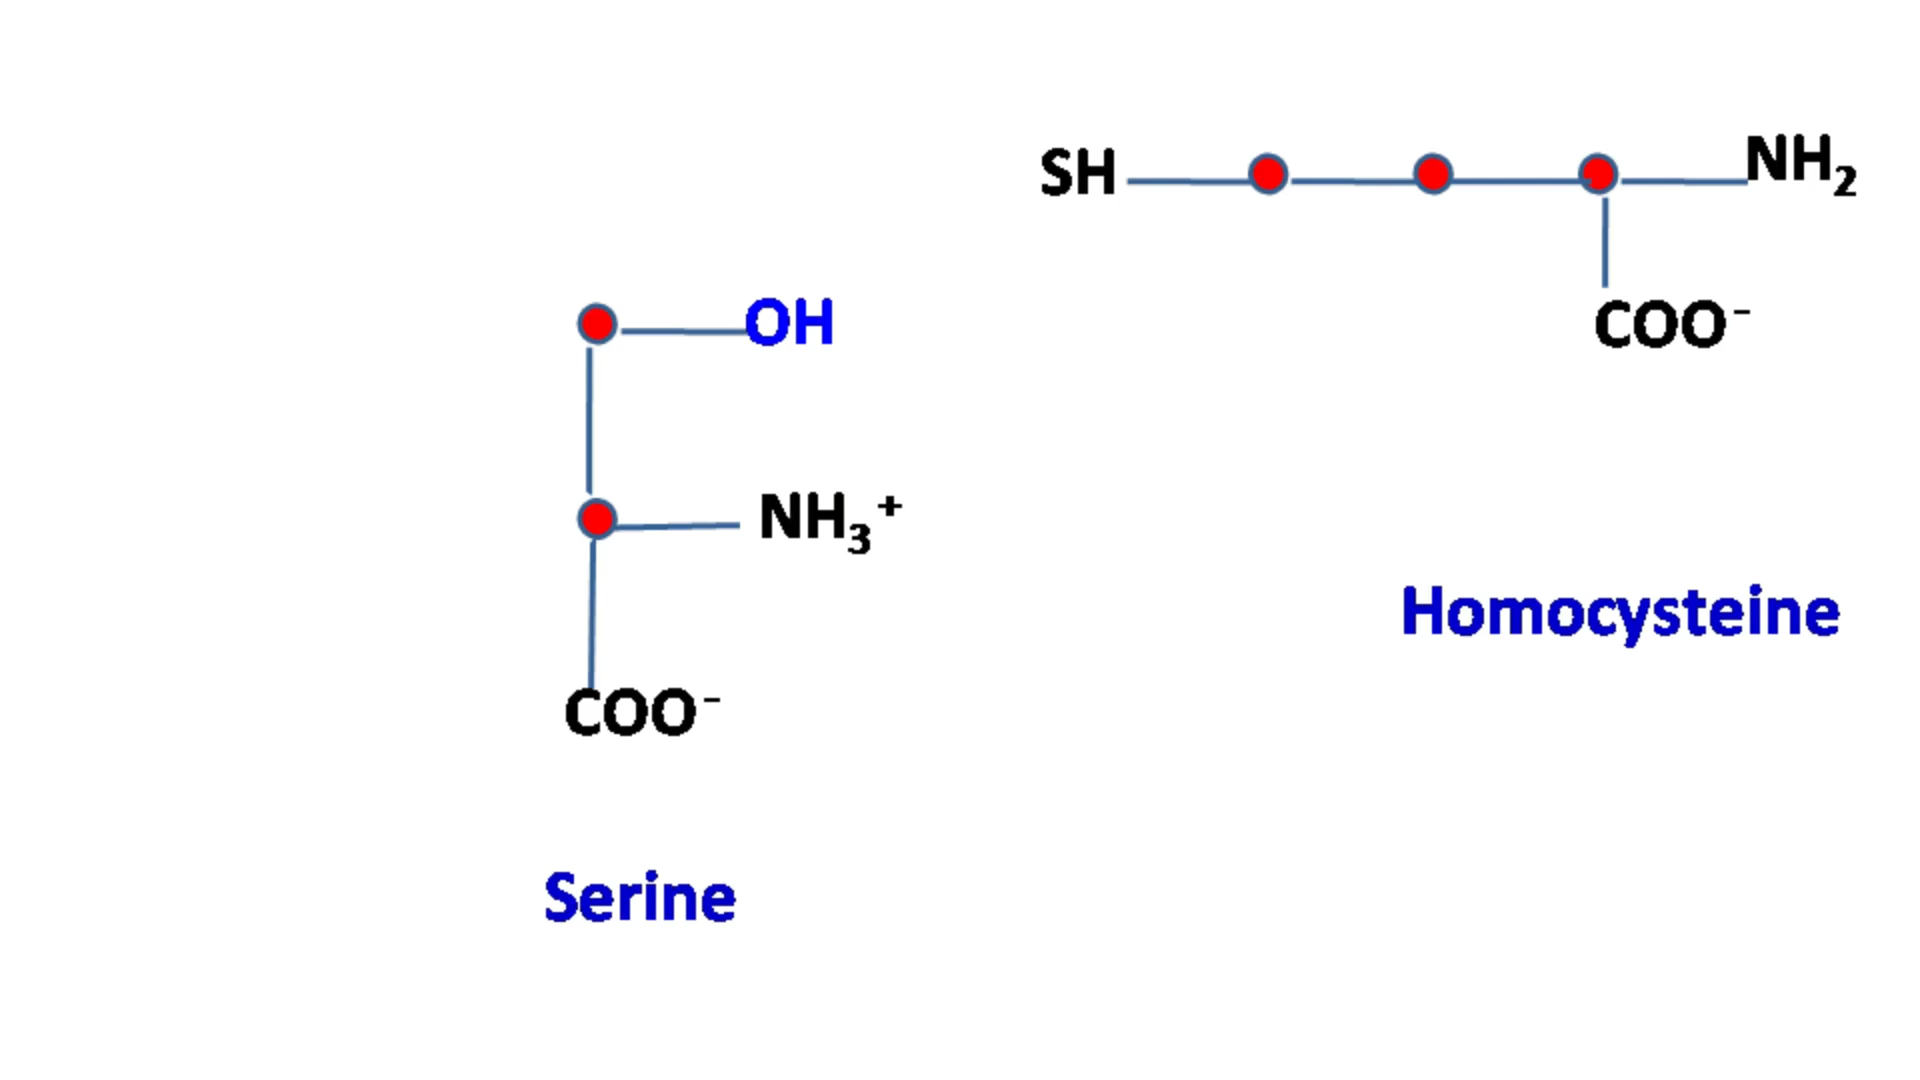 SH
NH₂
COO⁻
OH
NH₃⁺
COO⁻
Homocysteine
Serine